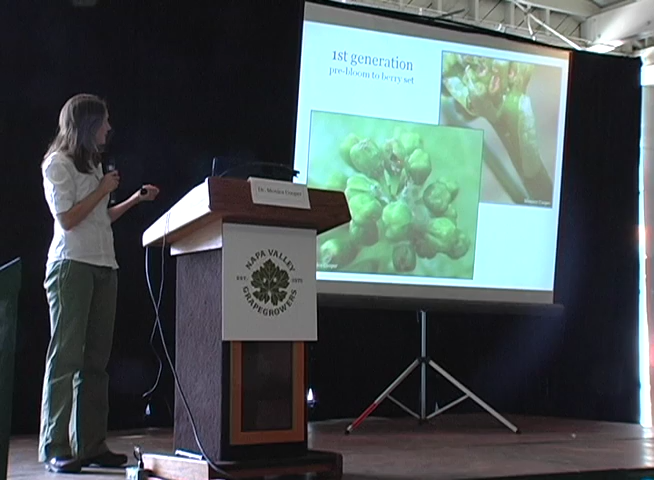 1st generation
pre-bloom to berry set
Dr. Monica Cooper
NAPA VALLEY
EST. 1975
GRAPEGROWERS